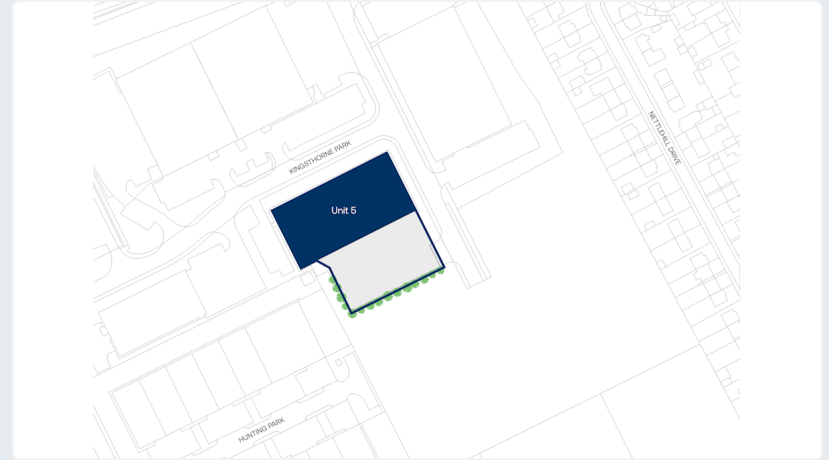 NETTLEHILL DRIVE
KINGSTHORNE PARK
Unit 5
HUNTING PARK